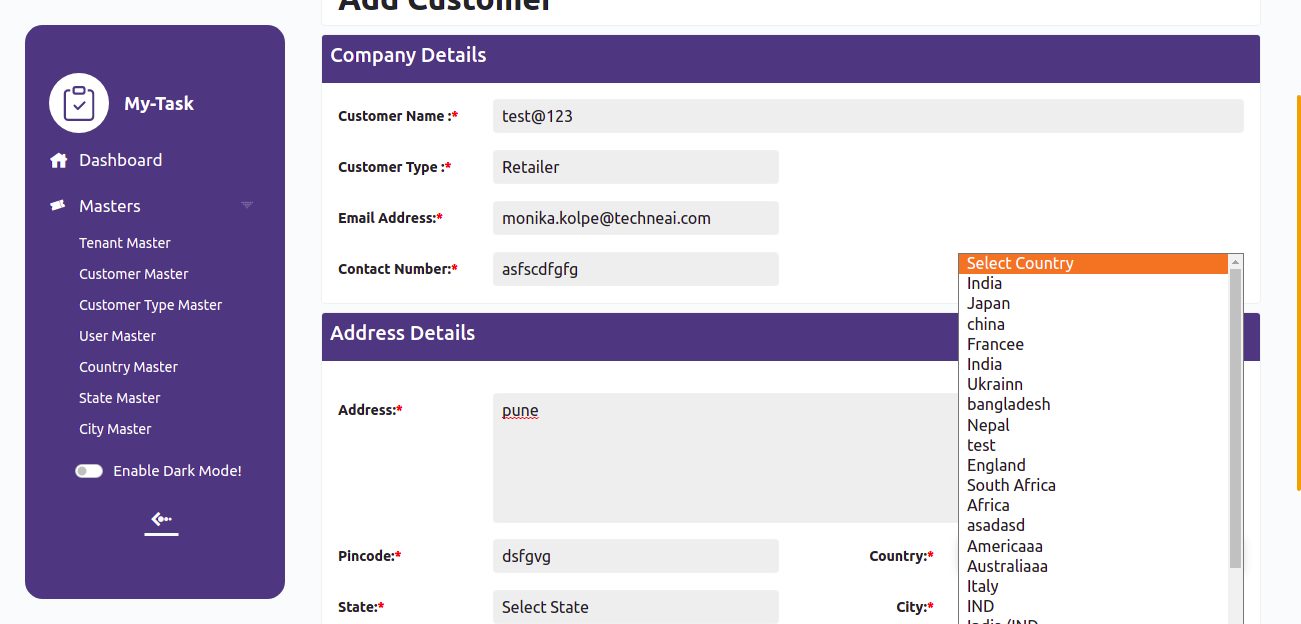 Add Customer
My-Task
Dashboard
Masters
Tenant Master
Customer Master
Customer Type Master
User Master
Country Master
State Master
City Master
Enable Dark Mode!
Company Details
Customer Name :* test@123
Customer Type :* Retailer
Email Address:* monika.kolpe@techneai.com
Contact Number:* asfscdfgfg
Address Details
Address:* pune
Pincode:* dsfgvg
Country:*
Select Country
India
Japan
china
Francee
India
Ukrainn
bangladesh
Nepal
test
England
South Africa
Africa
asadasd
Americaaa
Australiaaa
Italy
IND
India (IND
State:* Select State
City:*